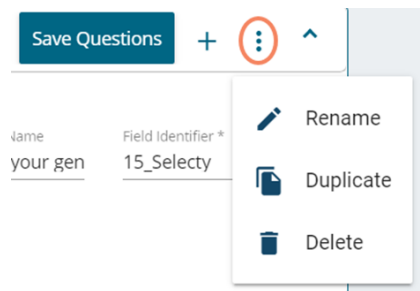 Save Questions
Name Field Identifier *
your gen 15_Selecty
Rename
Duplicate
Delete